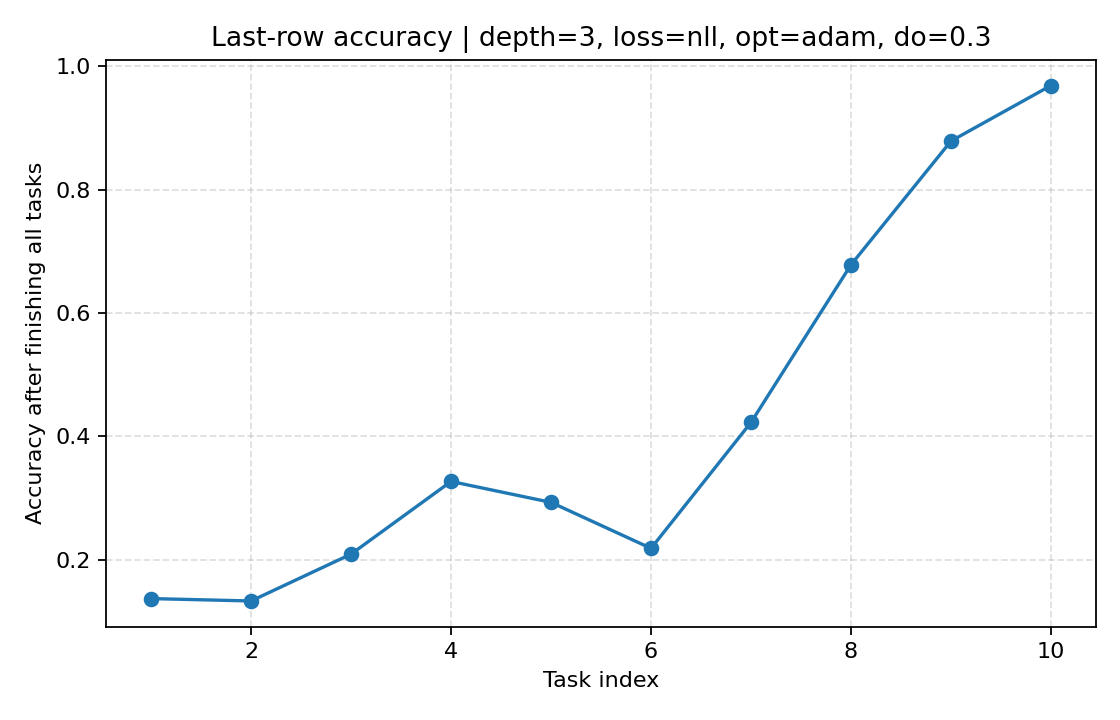 Last-row accuracy | depth=3, loss=nll, opt=adam, do=0.3
Accuracy after finishing all tasks
1.0
0.8
0.6
0.4
0.2
2 4 6 8 10
Task index